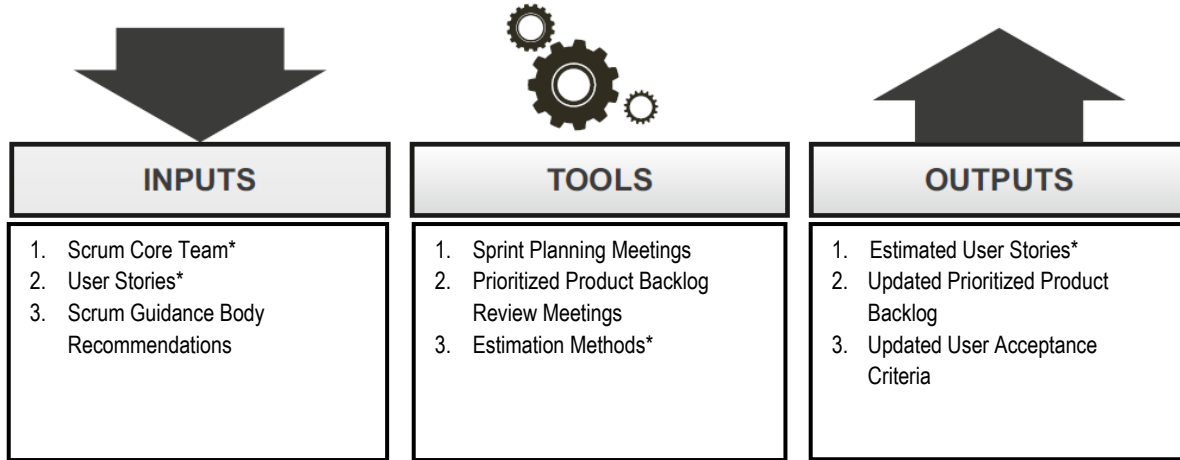 INPUTS
1. Scrum Core Team*
2. User Stories*
3. Scrum Guidance Body
Recommendations
TOOLS
1. Sprint Planning Meetings
2. Prioritized Product Backlog
Review Meetings
3. Estimation Methods*
OUTPUTS
1. Estimated User Stories*
2. Updated Prioritized Product
Backlog
3. Updated User Acceptance
Criteria